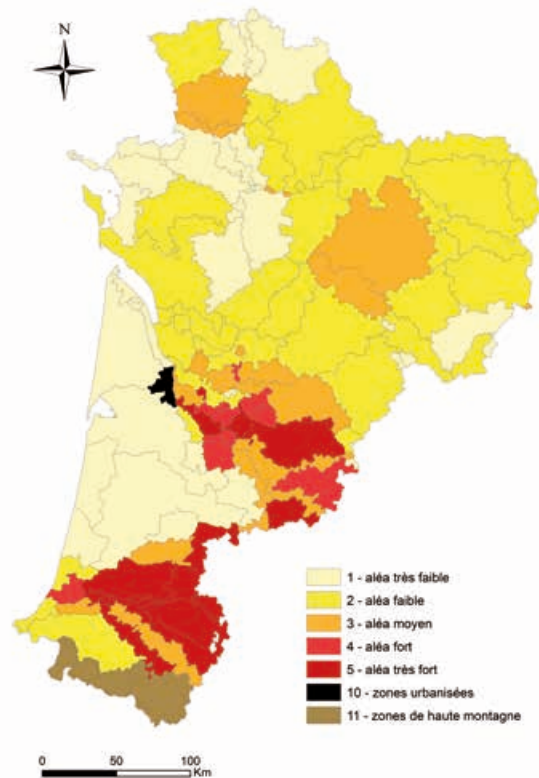 N
1 - aléa très faible
2 - aléa faible
3 - aléa moyen
4 - aléa fort
5 - aléa très fort
10 - zones urbanisées
11 - zones de haute montagne
0 50 100
Km